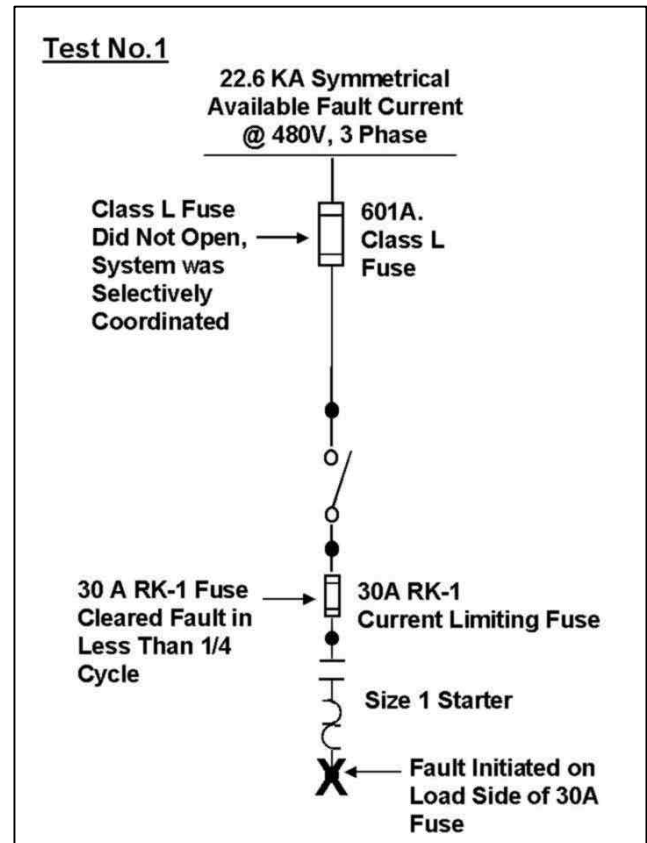 Test No.1
22.6 KA Symmetrical
Available Fault Current
@ 480V, 3 Phase
Class L Fuse
Did Not Open,
System was
Selectively
Coordinated
601A.
Class L
Fuse
30 A RK-1 Fuse
Cleared Fault in
Less Than 1/4
Cycle
30A RK-1
Current Limiting Fuse
Size 1 Starter
Fault Initiated on
Load Side of 30A
Fuse